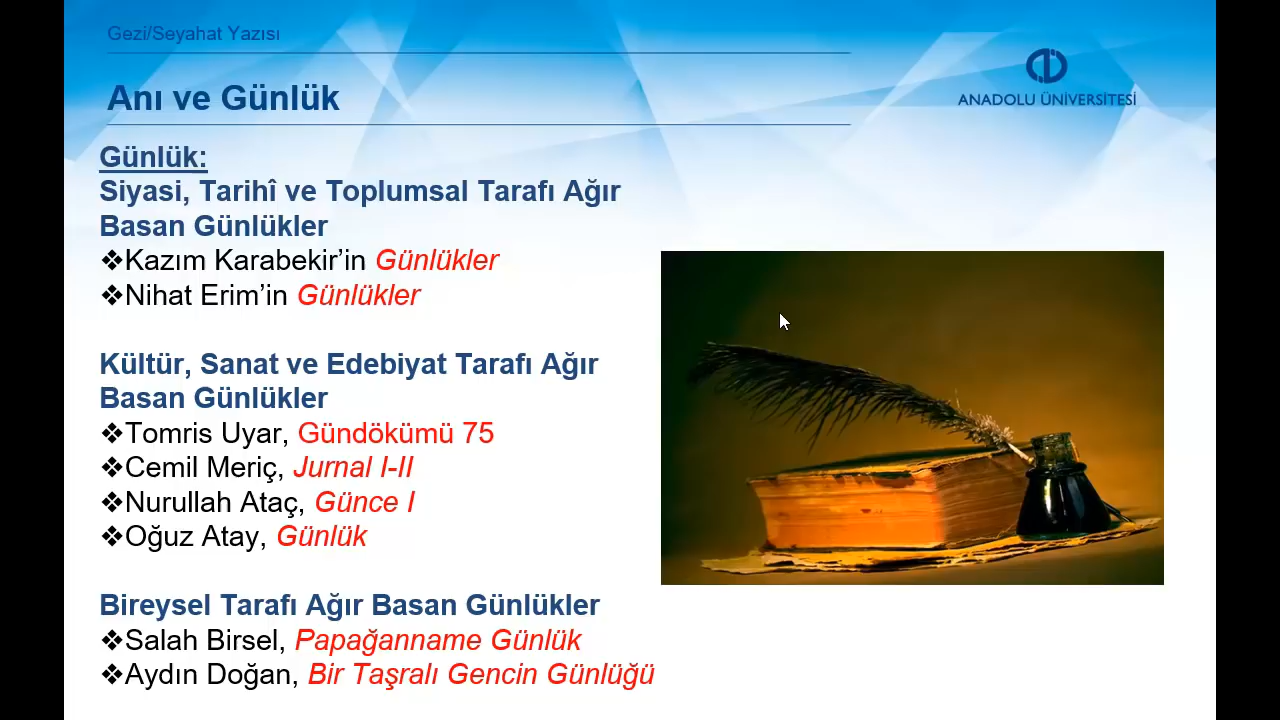 Gezi/Seyahat Yazısı
Anı ve Günlük
ANADOLU ÜNİVERSİTESİ
Günlük:
Siyasi, Tarihî ve Toplumsal Tarafı Ağır
Basan Günlükler
❖Kazım Karabekir’in Günlükler
❖Nihat Erim’in Günlükler
Kültür, Sanat ve Edebiyat Tarafı Ağır
Basan Günlükler
❖Tomris Uyar, Gündökümü 75
❖Cemil Meriç, Jurnal I-II
❖Nurullah Ataç, Günce I
❖Oğuz Atay, Günlük
Bireysel Tarafı Ağır Basan Günlükler
❖Salah Birsel, Papağanname Günlük
❖Aydın Doğan, Bir Taşralı Gencin Günlüğü